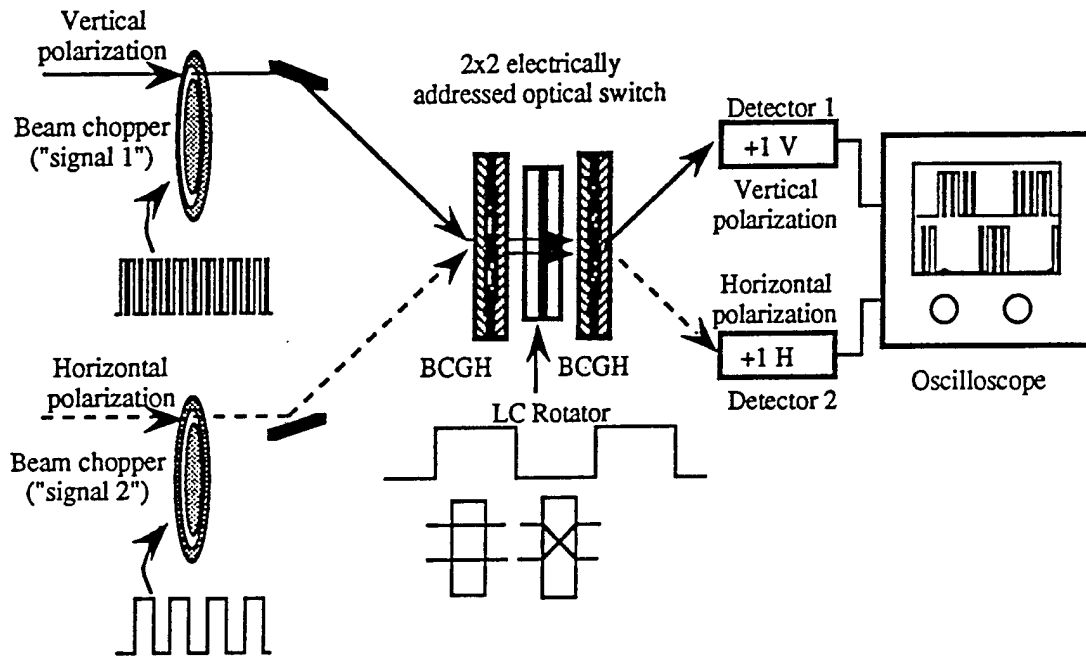 Vertical
polarization
Beam chopper
("signal 1")
2x2 electrically
addressed optical switch
Detector 1
+1 V
Vertical
polarization
Horizontal
polarization
+1 H
Detector 2
Oscilloscope
BCGH
BCGH
LC Rotator
Horizontal
polarization
Beam chopper
("signal 2")